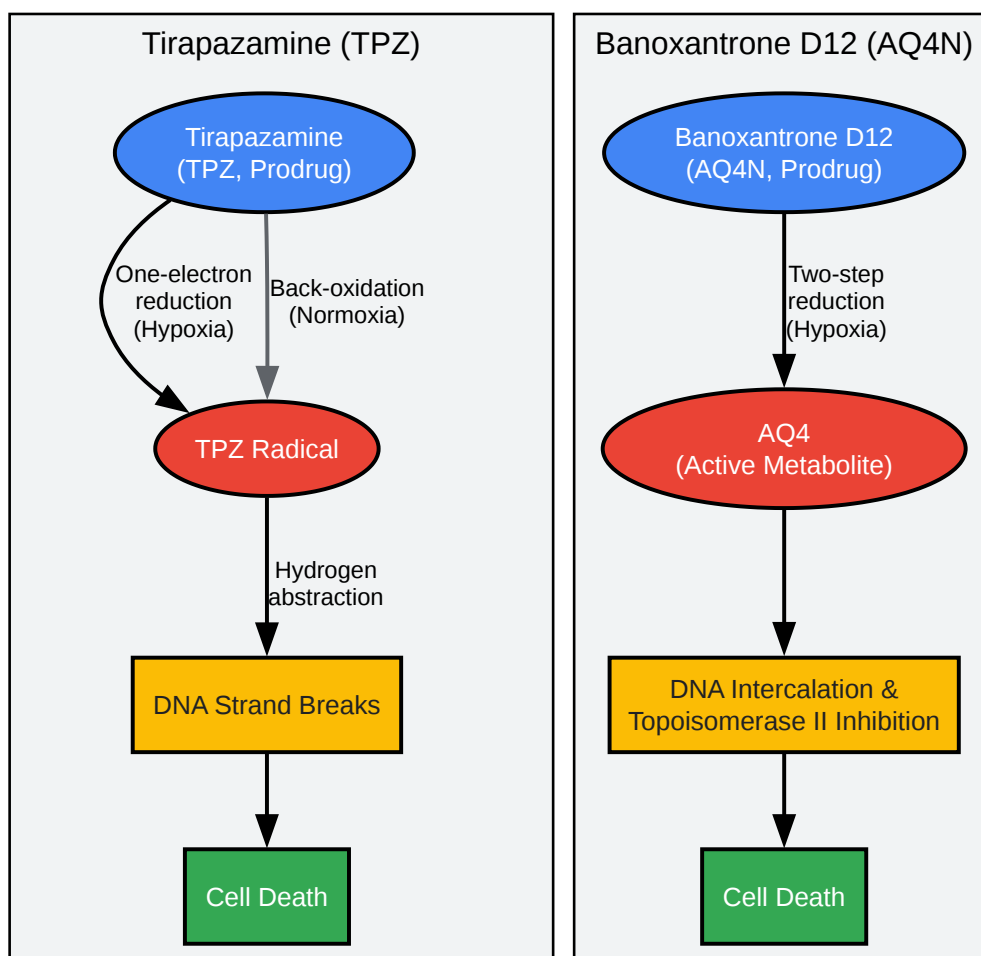 Tirapazamine (TPZ)
Tirapazamine
(TPZ, Prodrug)
One-electron
reduction
(Hypoxia)
Back-oxidation
(Normoxia)
TPZ Radical
Hydrogen
abstraction
DNA Strand Breaks
Cell Death
Banoxantrone D12 (AQ4N)
Banoxantrone D12
(AQ4N, Prodrug)
Two-step
reduction
(Hypoxia)
AQ4
(Active Metabolite)
DNA Intercalation &
Topoisomerase II Inhibition
Cell Death